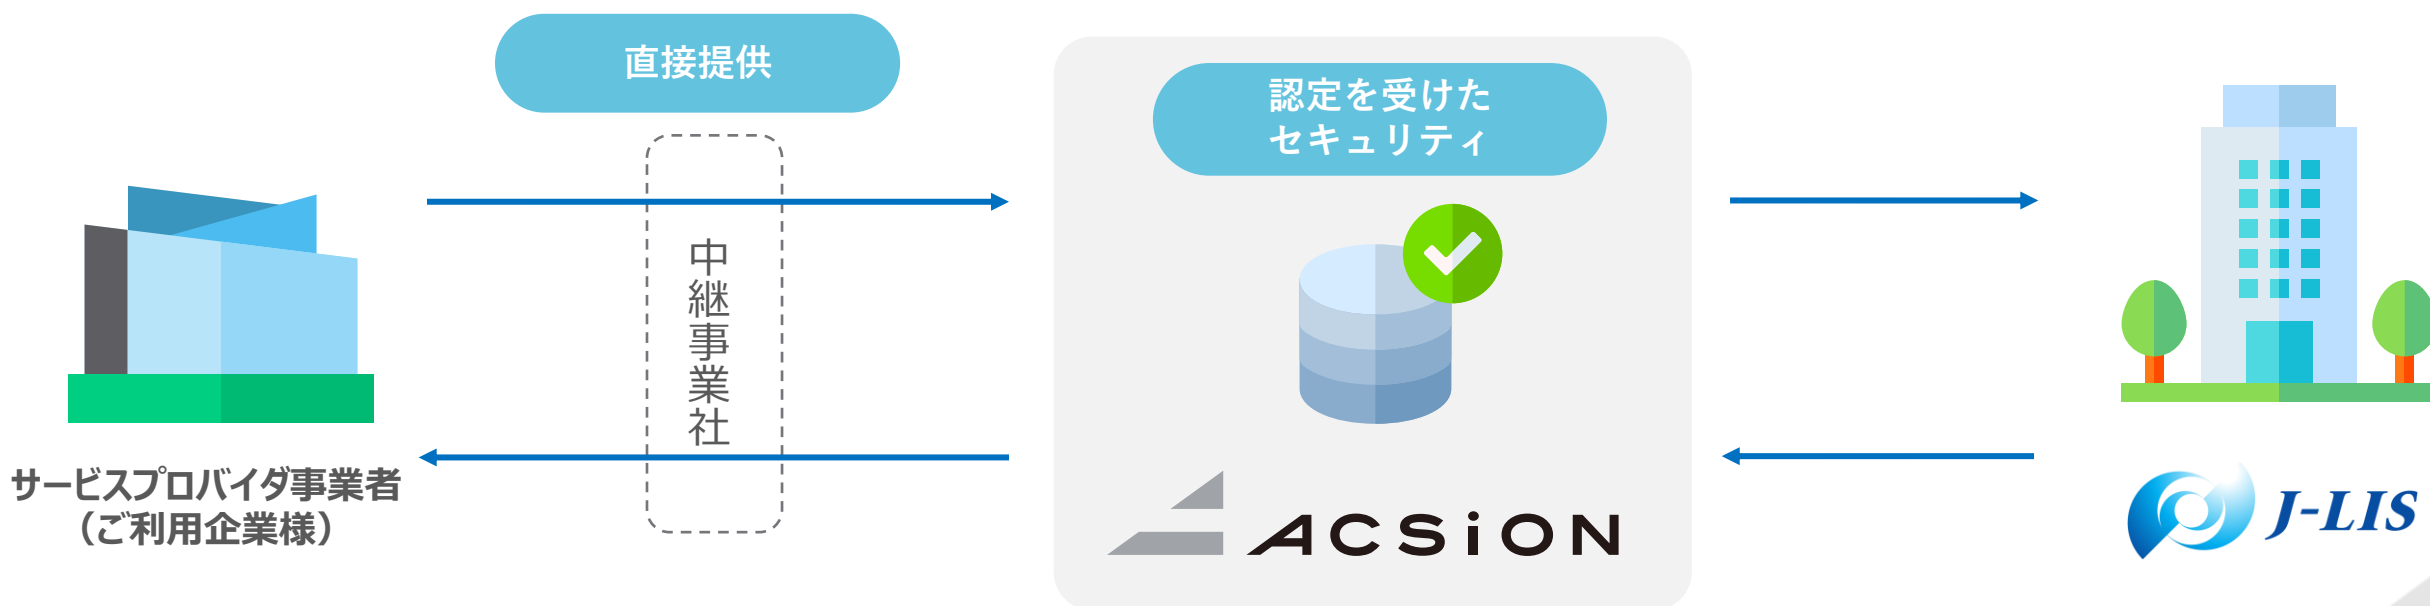 直接提供
認定を受けた
セキュリティ
中継事業社
サービスプロバイダ事業者
（ご利用企業様）
ACSiON
J-LIS